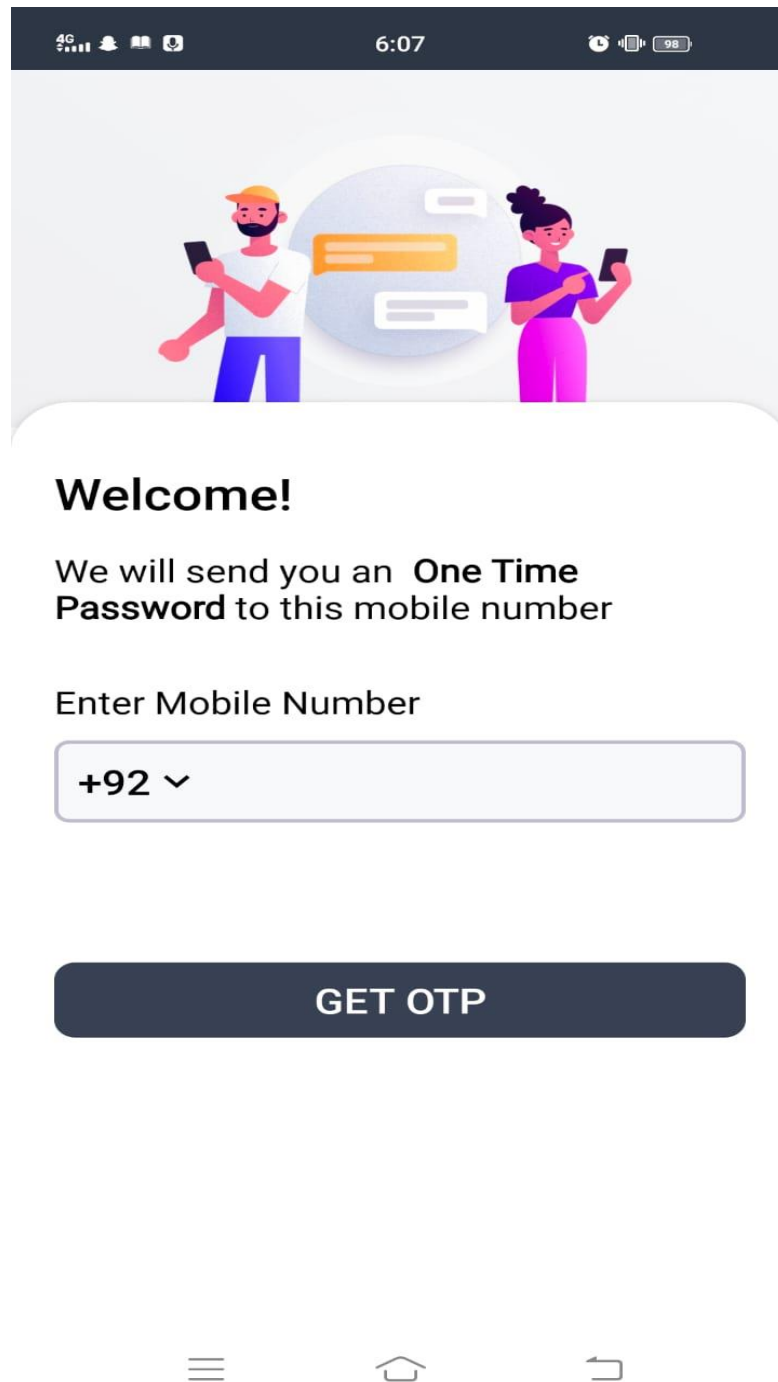 4G 6:07 98
Welcome!
We will send you an One Time
Password to this mobile number
Enter Mobile Number
+92
GET OTP